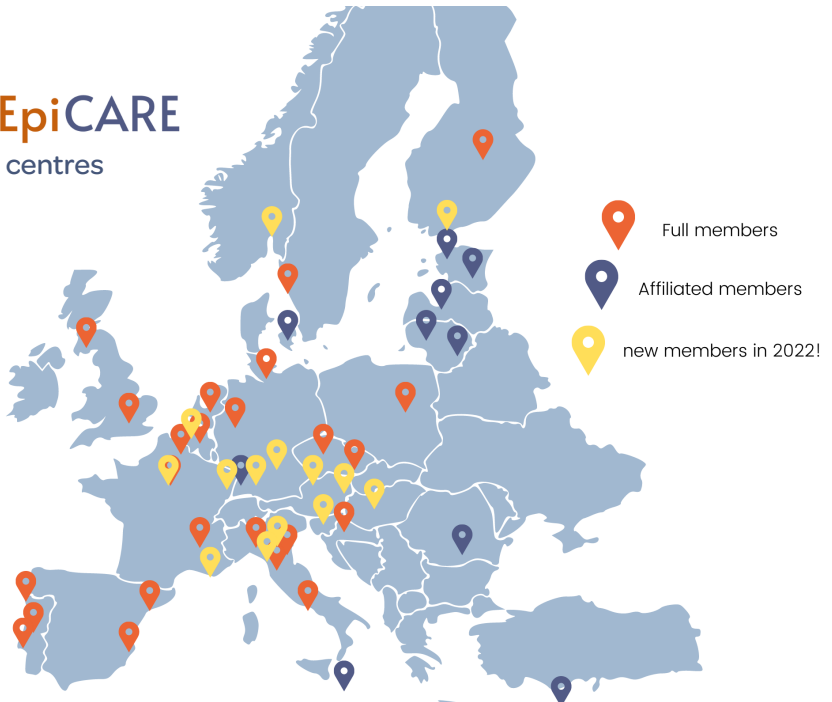 EpiCARE
centres
Full members
Affiliated members
new members in 2022!